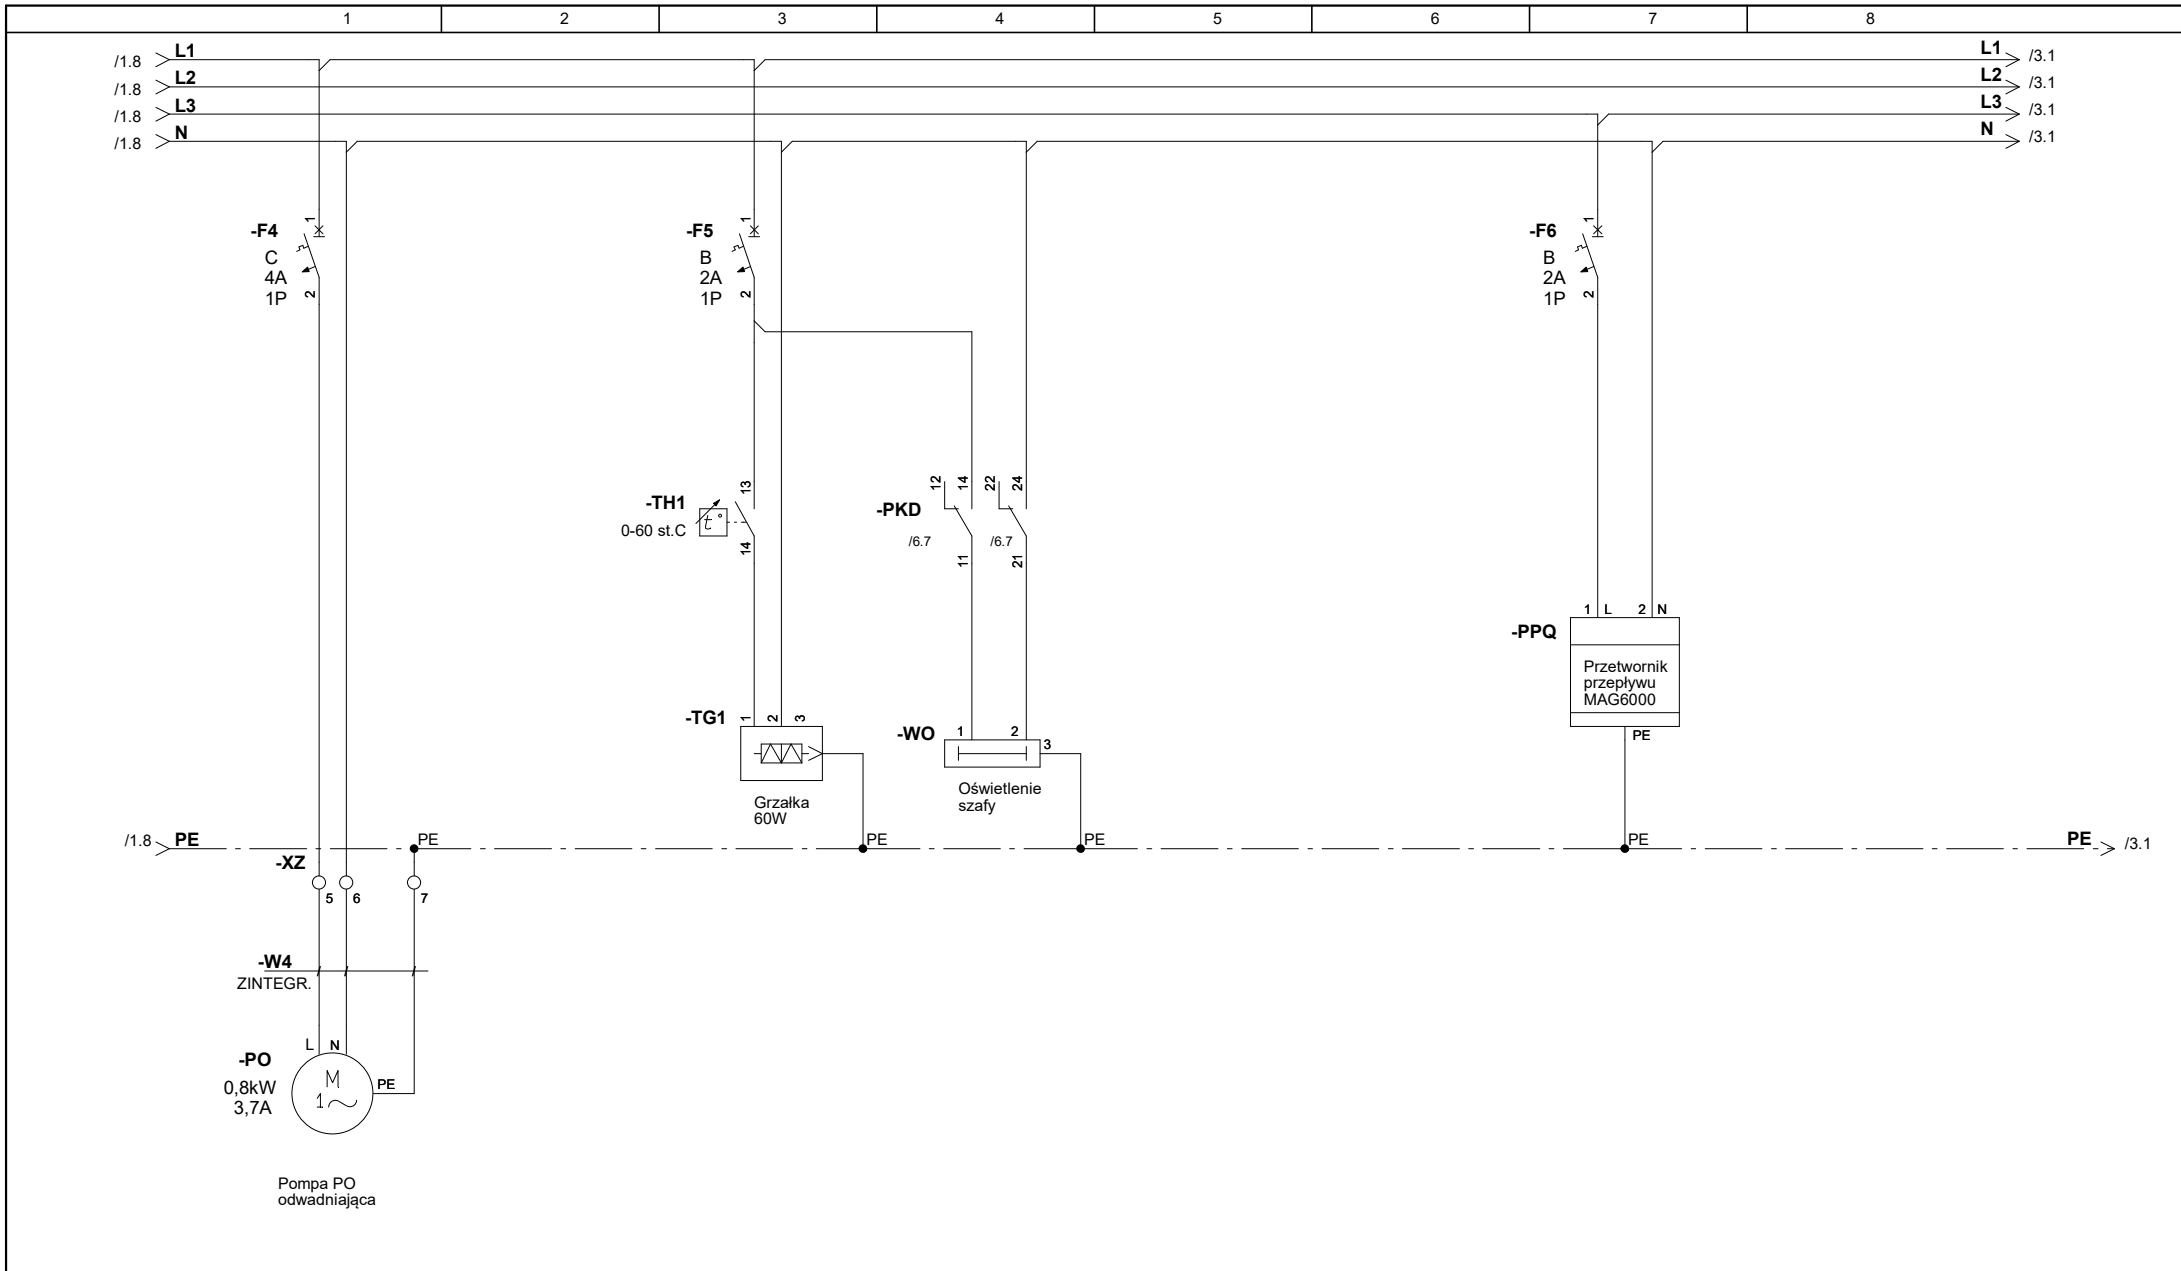 1 2 3 4 5 6 7 8
/1.8 L1 L1 /3.1
/1.8 L2 L2 /3.1
/1.8 L3 L3 /3.1
/1.8 N N /3.1
-F4 1
C
4A
1P 2
-F5 1
B
2A
1P 2
-F6 1
B
2A
1P 2
-TH1 13
0-60 st.C t°
14
-PKD 12 14 22 24
/6.7 /6.7
11 21
-PPQ 1 L 2 N
Przetwornik
przepływu
MAG6000
PE
-TG1 1 2 3
Grzałka
60W
-WO 1 2 3
Oświetlenie
szafy
/1.8 PE PE PE PE PE PE /3.1
-XZ
5 6 7
-W4
ZINTEGR.
L N
-PO
0,8kW
3,7A
M
1~
PE
Pompa PO
odwadniająca